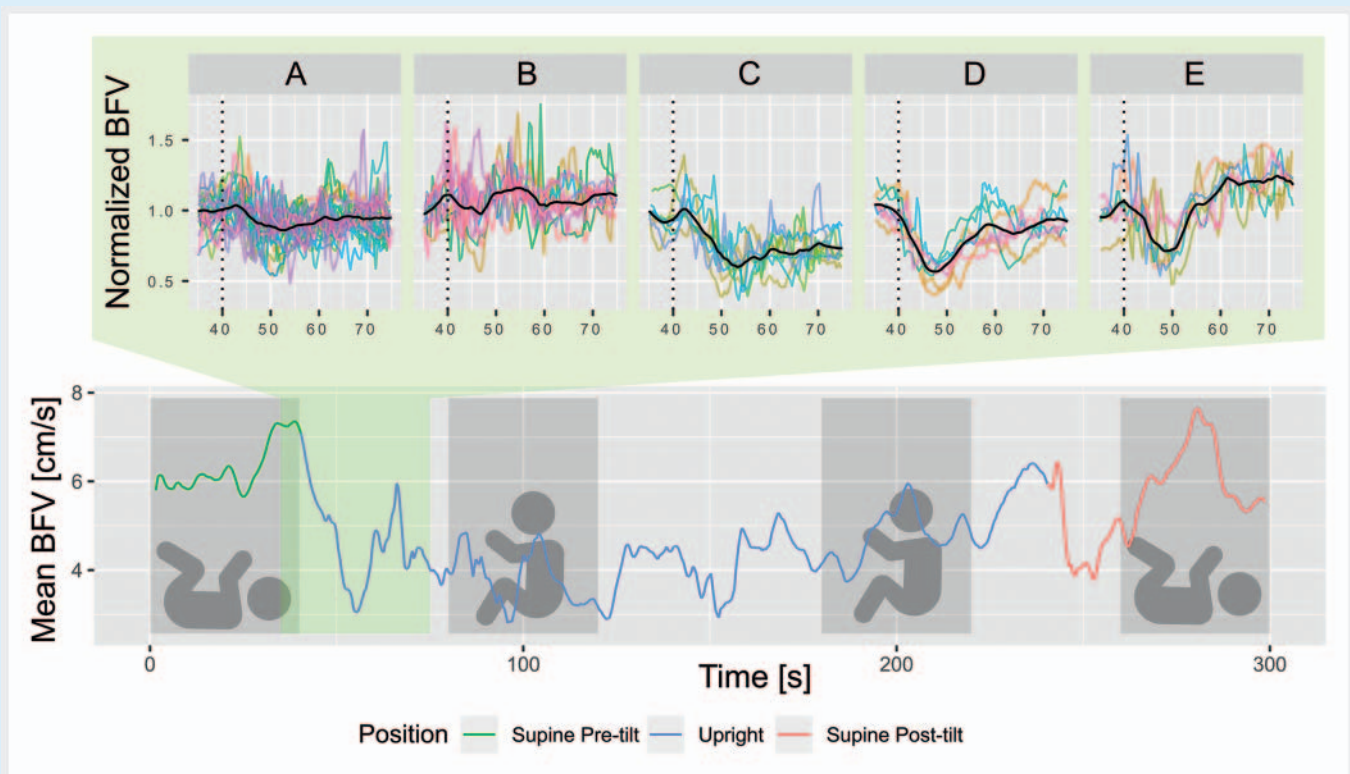 A B C D E
Normalized BFV
1.5
1.0
0.5
40 50 60 70 40 50 60 70 40 50 60 70 40 50 60 70 40 50 60 70
Mean BFV [cm/s]
8
6
4
0 100 200 300
Time [s]
Position Supine Pre-tilt Upright Supine Post-tilt